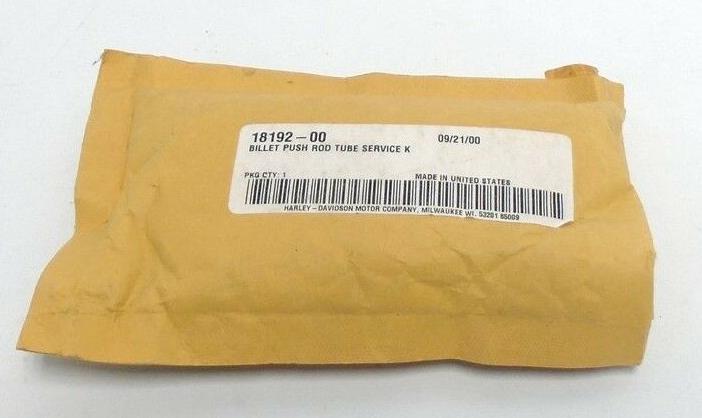 18192-00 09/21/00
BILLET PUSH ROD TUBE SERVICE K
PKG QTY: 1 MADE IN UNITED STATES
HARLEY-DAVIDSON MOTOR COMPANY, MILWAUKEE WI. 53201 65009